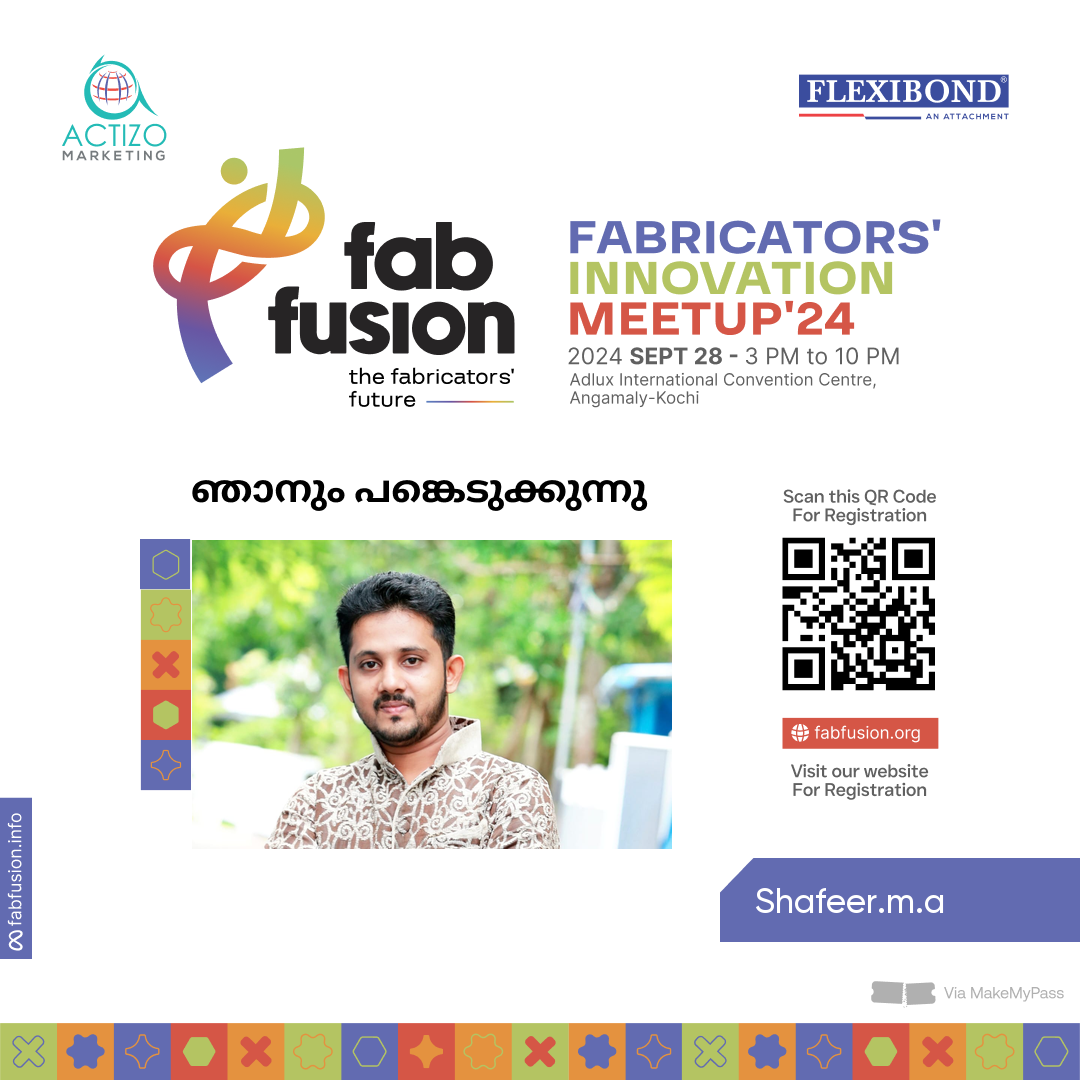 ACTIZO
MARKETING
FLEXIBOND®
AN ATTACHMENT
fab
fusion
the fabricators'
future
FABRICATORS'
INNOVATION
MEETUP'24
2024 SEPT 28 - 3 PM to 10 PM
Adlux International Convention Centre,
Angamaly-Kochi
ഞാനും പങ്കെടുക്കുന്നു
Scan this QR Code
For Registration
fabfusion.org
Visit our website
For Registration
fabfusion.info
Shafeer.m.a
Via MakeMyPass